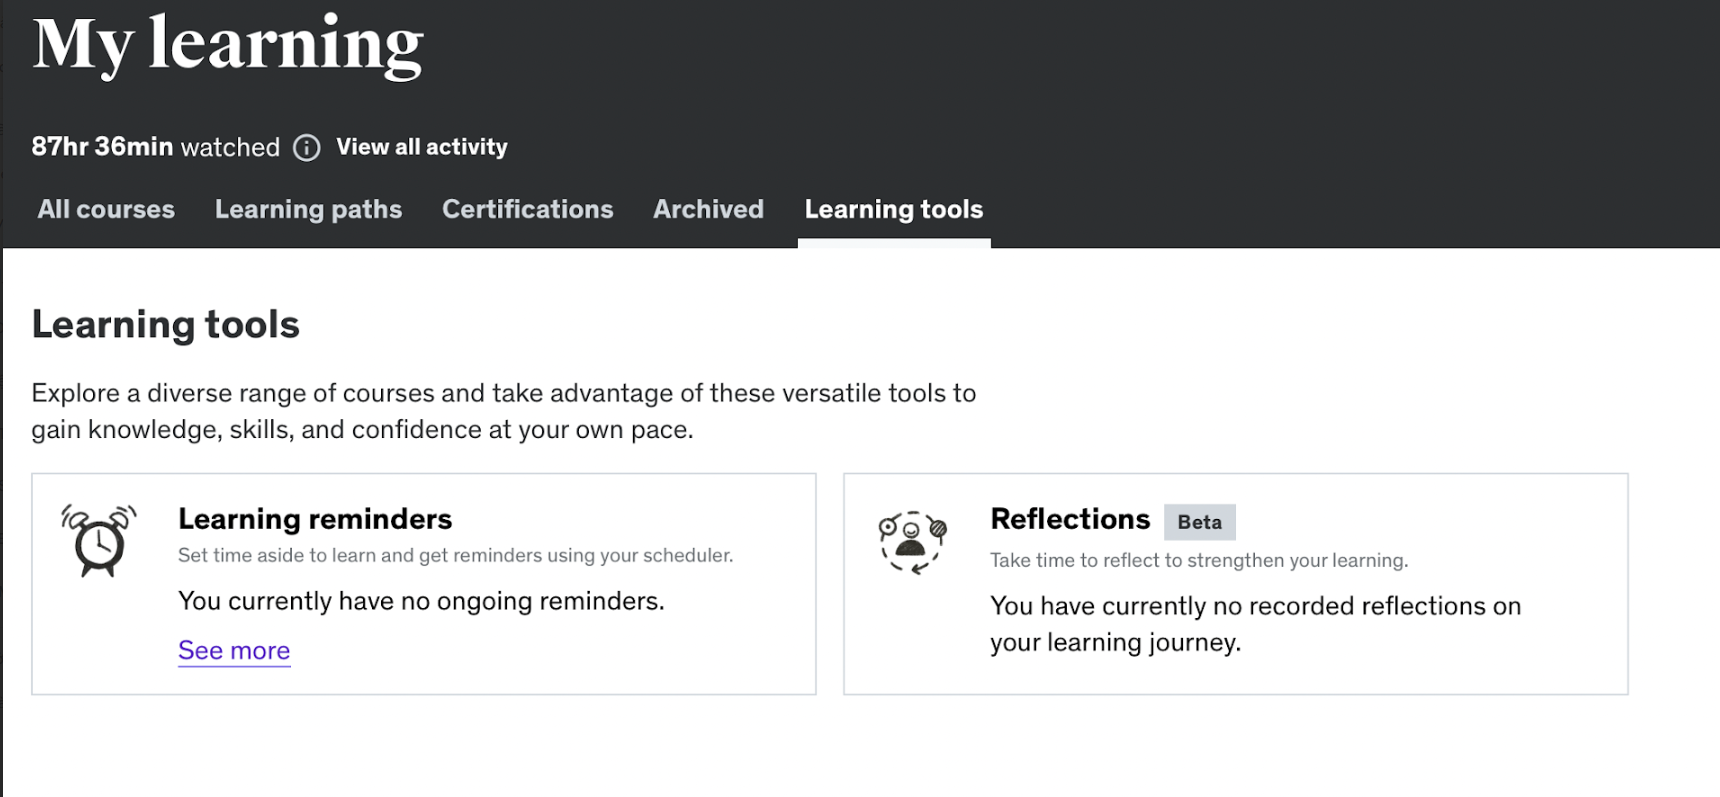 My learning
87hr 36min watched View all activity
All courses Learning paths Certifications Archived Learning tools
Learning tools
Explore a diverse range of courses and take advantage of these versatile tools to
gain knowledge, skills, and confidence at your own pace.
Learning reminders
Set time aside to learn and get reminders using your scheduler.
You currently have no ongoing reminders.
See more
Reflections Beta
Take time to reflect to strengthen your learning.
You have currently no recorded reflections on
your learning journey.